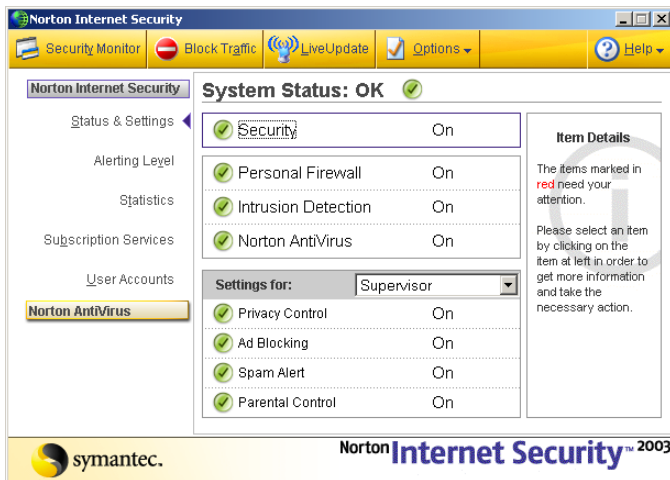 Norton Internet Security
Security Monitor
Block Traffic
LiveUpdate
Options
Help
Norton Internet Security
Status & Settings
Alerting Level
Statistics
Subscription Services
User Accounts
Norton AntiVirus
System Status: OK
Security On
Personal Firewall On
Intrusion Detection On
Norton AntiVirus On
Settings for: Supervisor
Privacy Control On
Ad Blocking On
Spam Alert On
Parental Control On
Item Details
The items marked in
red need your
attention.
Please select an item
by clicking on the
item at left in order to
get more information
and take the
necessary action.
symantec.
Norton Internet Security™ 2003